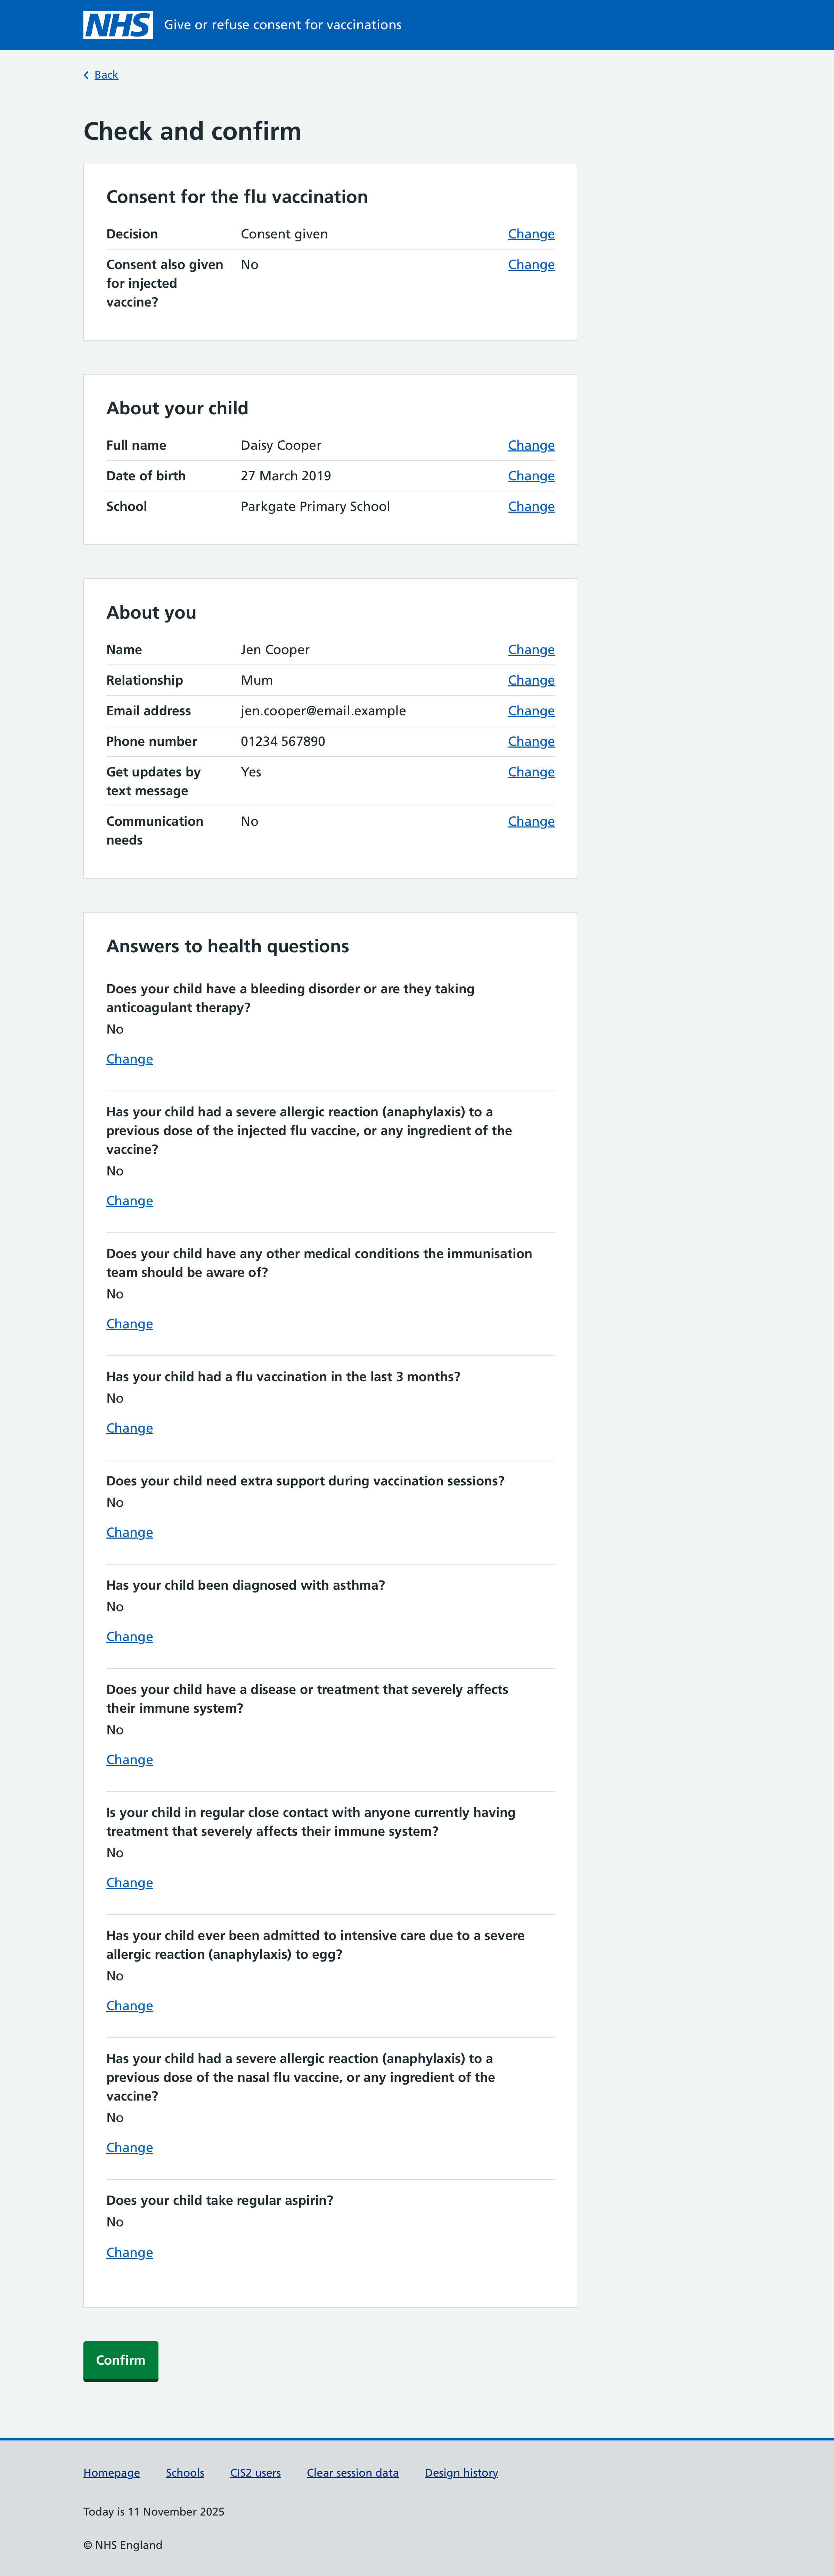 NHS Give or refuse consent for vaccinations
Back
Check and confirm
Consent for the flu vaccination
Decision Consent given Change
Consent also given No Change
for injected
vaccine?
About your child
Full name Daisy Cooper Change
Date of birth 27 March 2019 Change
School Parkgate Primary School Change
About you
Name Jen Cooper Change
Relationship Mum Change
Email address jen.cooper@email.example Change
Phone number 01234 567890 Change
Get updates by Yes Change
text message
Communication No Change
needs
Answers to health questions
Does your child have a bleeding disorder or are they taking
anticoagulant therapy?
No
Change
Has your child had a severe allergic reaction (anaphylaxis) to a
previous dose of the injected flu vaccine, or any ingredient of the
vaccine?
No
Change
Does your child have any other medical conditions the immunisation
team should be aware of?
No
Change
Has your child had a flu vaccination in the last 3 months?
No
Change
Does your child need extra support during vaccination sessions?
No
Change
Has your child been diagnosed with asthma?
No
Change
Does your child have a disease or treatment that severely affects
their immune system?
No
Change
Is your child in regular close contact with anyone currently having
treatment that severely affects their immune system?
No
Change
Has your child ever been admitted to intensive care due to a severe
allergic reaction (anaphylaxis) to egg?
No
Change
Has your child had a severe allergic reaction (anaphylaxis) to a
previous dose of the nasal flu vaccine, or any ingredient of the
vaccine?
No
Change
Does your child take regular aspirin?
No
Change
Confirm
Homepage Schools CIS2 users Clear session data Design history
Today is 11 November 2025
© NHS England